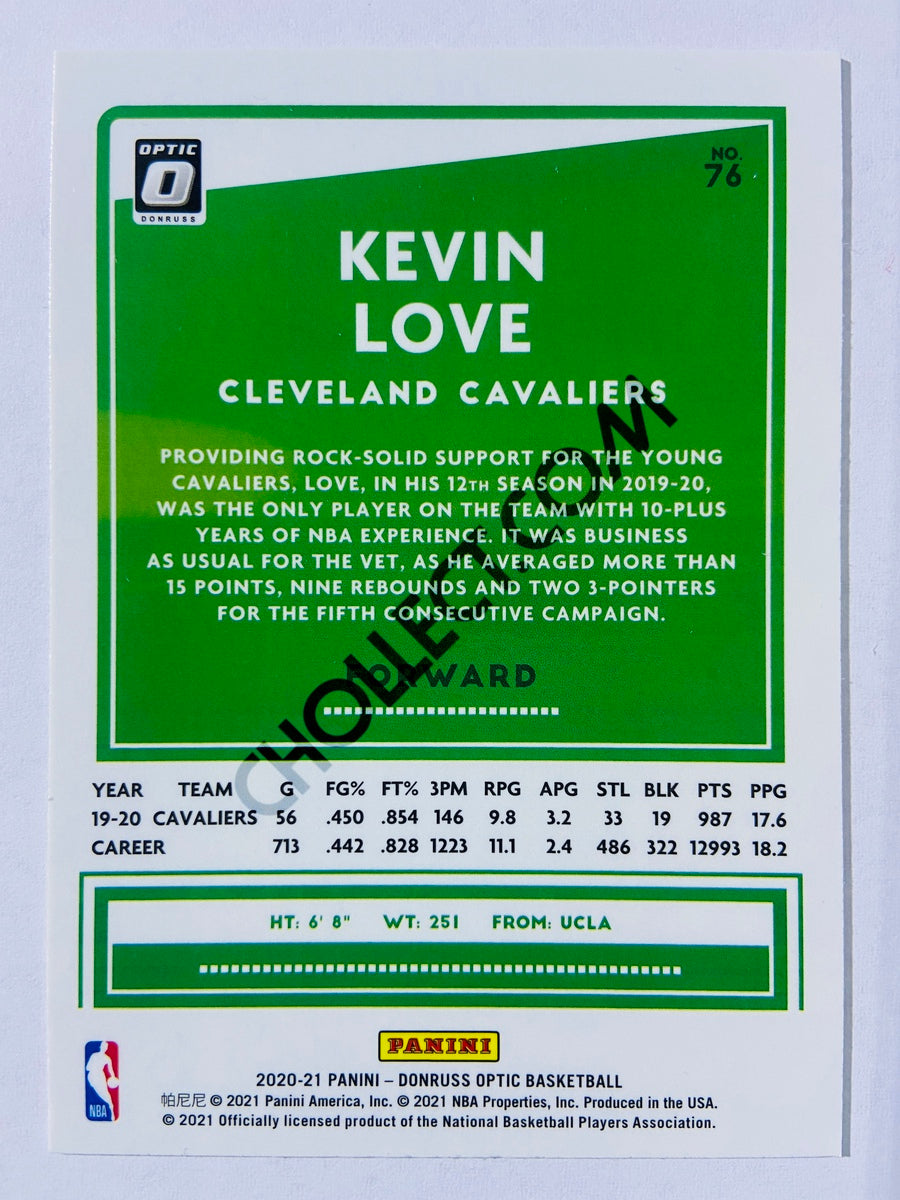 OPTIC
DONRUSS
NO.
76
KEVIN
LOVE
CLEVELAND CAVALIERS
PROVIDING ROCK-SOLID SUPPORT FOR THE YOUNG
CAVALIERS, LOVE, IN HIS 12TH SEASON IN 2019-20,
WAS THE ONLY PLAYER ON THE TEAM WITH 10-PLUS
YEARS OF NBA EXPERIENCE. IT WAS BUSINESS
AS USUAL FOR THE VET, AS HE AVERAGED MORE THAN
15 POINTS, NINE REBOUNDS AND TWO 3-POINTERS
FOR THE FIFTH CONSECUTIVE CAMPAIGN.
FORWARD
CHOLLECT.COM
YEAR TEAM G FG% FT% 3PM RPG APG STL BLK PTS PPG
19-20 CAVALIERS 56 .450 .854 146 9.8 3.2 33 19 987 17.6
CAREER 713 .442 .828 1223 11.1 2.4 486 322 12993 18.2
HT: 6' 8" WT: 251 FROM: UCLA
PANINI
NBA
2020-21 PANINI – DONRUSS OPTIC BASKETBALL
帕尼尼 © 2021 Panini America, Inc. © 2021 NBA Properties, Inc. Produced in the USA.
© 2021 Officially licensed product of the National Basketball Players Association.